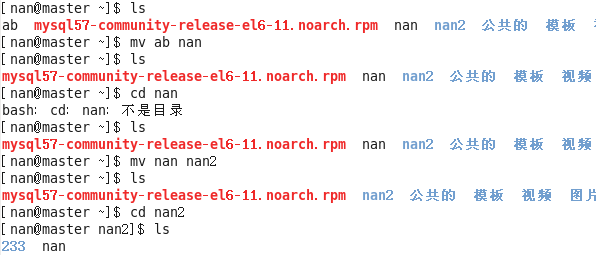 [nan@master ~]$ ls
ab  mysql57-community-release-el6-11.noarch.rpm  nan  nan2  公共的  模板
[nan@master ~]$ mv ab nan
[nan@master ~]$ ls
mysql57-community-release-el6-11.noarch.rpm  nan  nan2  公共的  模板  视频
[nan@master ~]$ cd nan
bash: cd: nan: 不是目录
[nan@master ~]$ ls
mysql57-community-release-el6-11.noarch.rpm  nan  nan2  公共的  模板  视频
[nan@master ~]$ mv nan nan2
[nan@master ~]$ ls
mysql57-community-release-el6-11.noarch.rpm  nan2  公共的  模板  视频  图片
[nan@master ~]$ cd nan2
[nan@master nan2]$ ls
233  nan